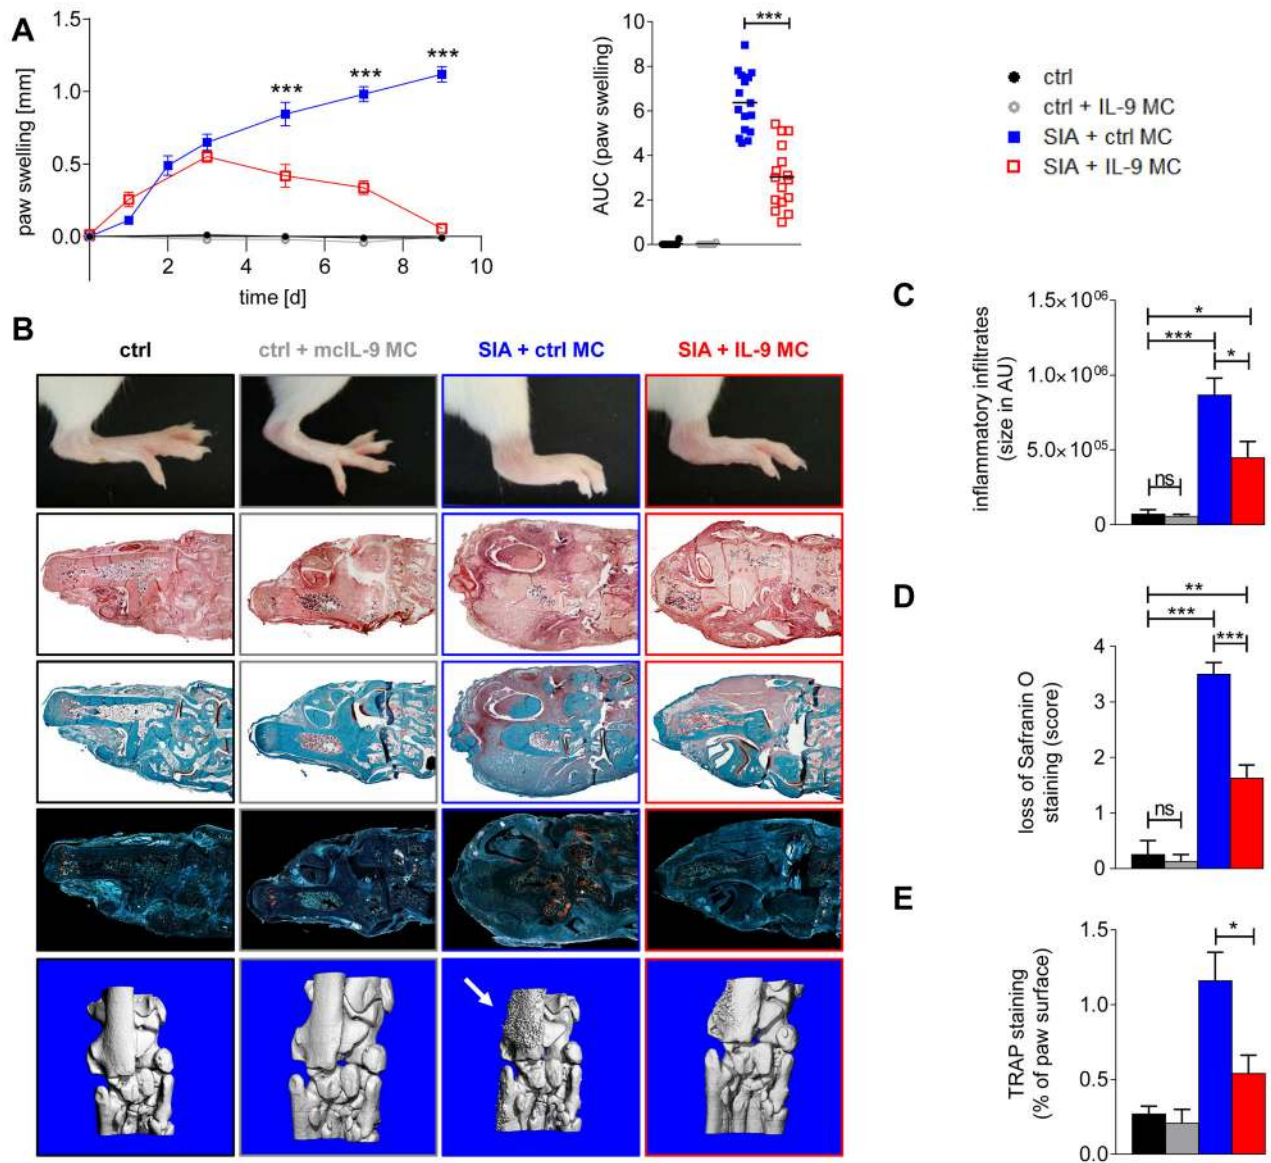 A
paw swelling [mm]
1.5
1.0
0.5
0.0
2 4 6 8 10
time [d]
***
***
***
AUC (paw swelling)
10
8
6
4
2
0
***
ctrl
ctrl + IL-9 MC
SIA + ctrl MC
SIA + IL-9 MC
B
ctrl
ctrl + mcIL-9 MC
SIA + ctrl MC
SIA + IL-9 MC
C
inflammatory infiltrates
(size in AU)
1.5× 10⁰⁶
1.0× 10⁰⁶
5.0× 10⁰⁵
0
*
***
*
ns
D
loss of Safranin O
staining (score)
4
3
2
1
0
**
***
***
ns
E
TRAP staining
(% of paw surface)
1.5
1.0
0.5
0.0
*